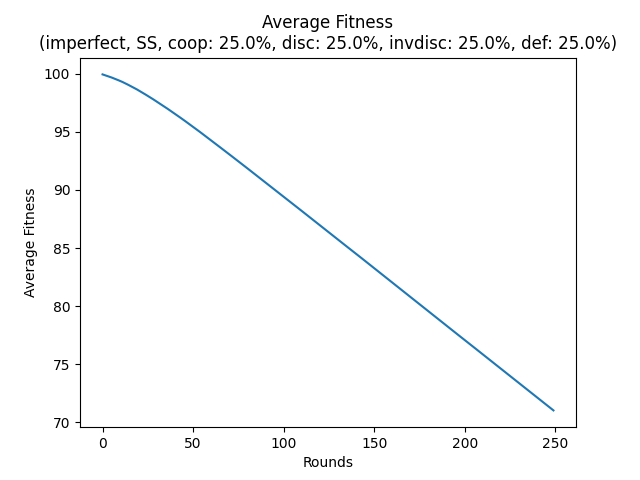 Average Fitness
(imperfect, SS, coop: 25.0%, disc: 25.0%, invdisc: 25.0%, def: 25.0%)
100
95
90
85
80
75
70
Average Fitness
0 50 100 150 200 250
Rounds